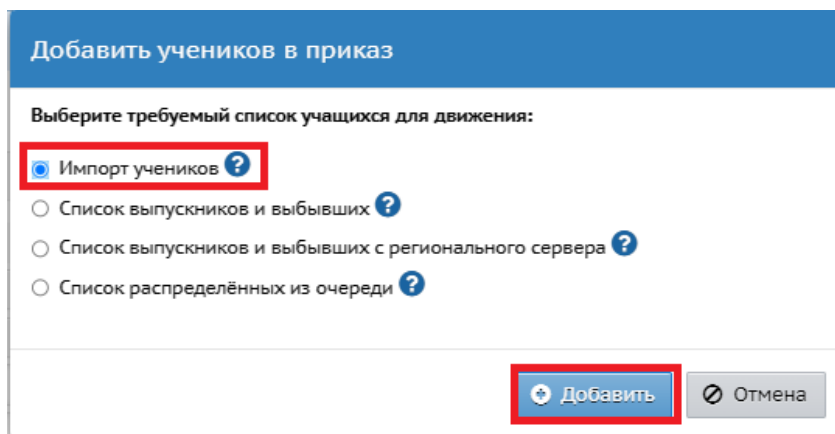 Добавить учеников в приказ
Выберите требуемый список учащихся для движения:
Импорт учеников ?
Список выпускников и выбывших ?
Список выпускников и выбывших с регионального сервера ?
Список распределённых из очереди ?
Добавить Отмена